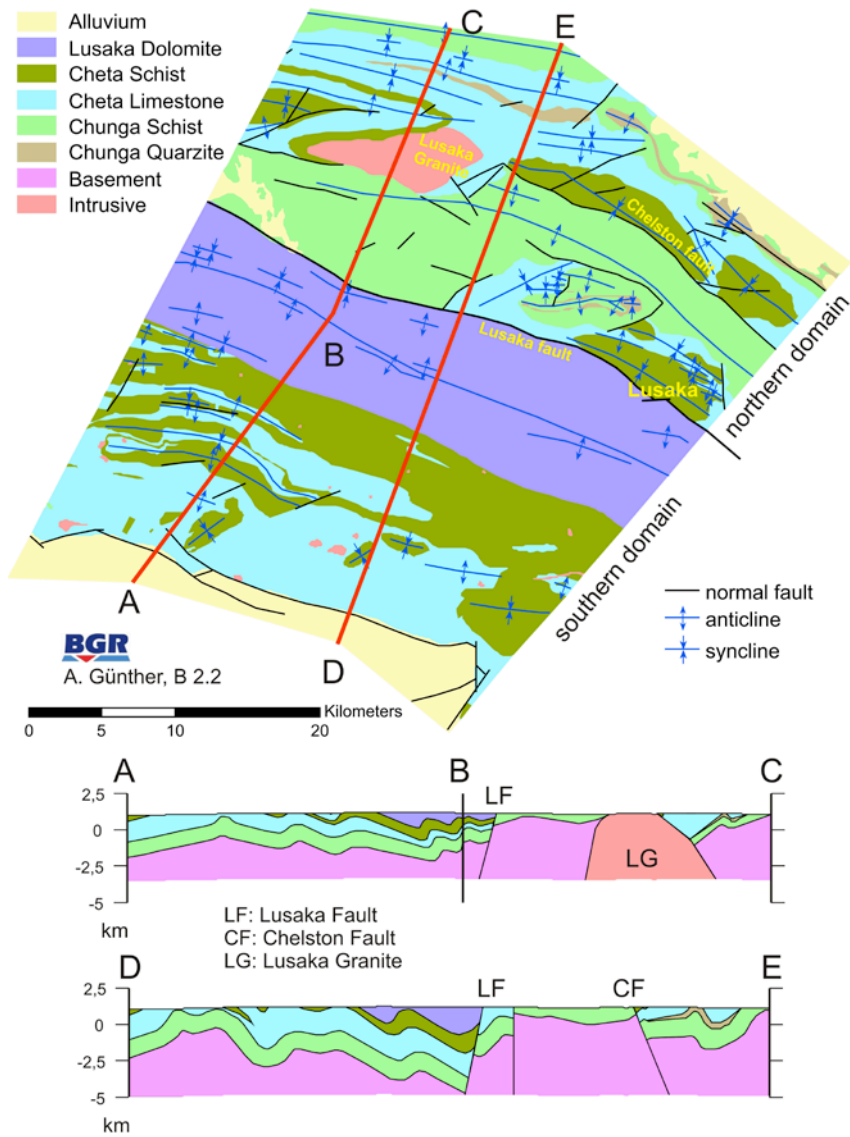 Alluvium
Lusaka Dolomite
Cheta Schist
Cheta Limestone
Chunga Schist
Chunga Quarzite
Basement
Intrusive
C
E
Lusaka
Granite
Chelston fault
B
Lusaka fault
Lusaka
northern domain
southern domain
A
D
normal fault
anticline
syncline
BGR
A. Günther, B 2.2
Kilometers
0 5 10 20
A B C
2,5 LF
0
-2.5 LG
-5
km
LF: Lusaka Fault
CF: Chelston Fault
LG: Lusaka Granite
D E
2,5 LF CF
0
-2.5
-5
km